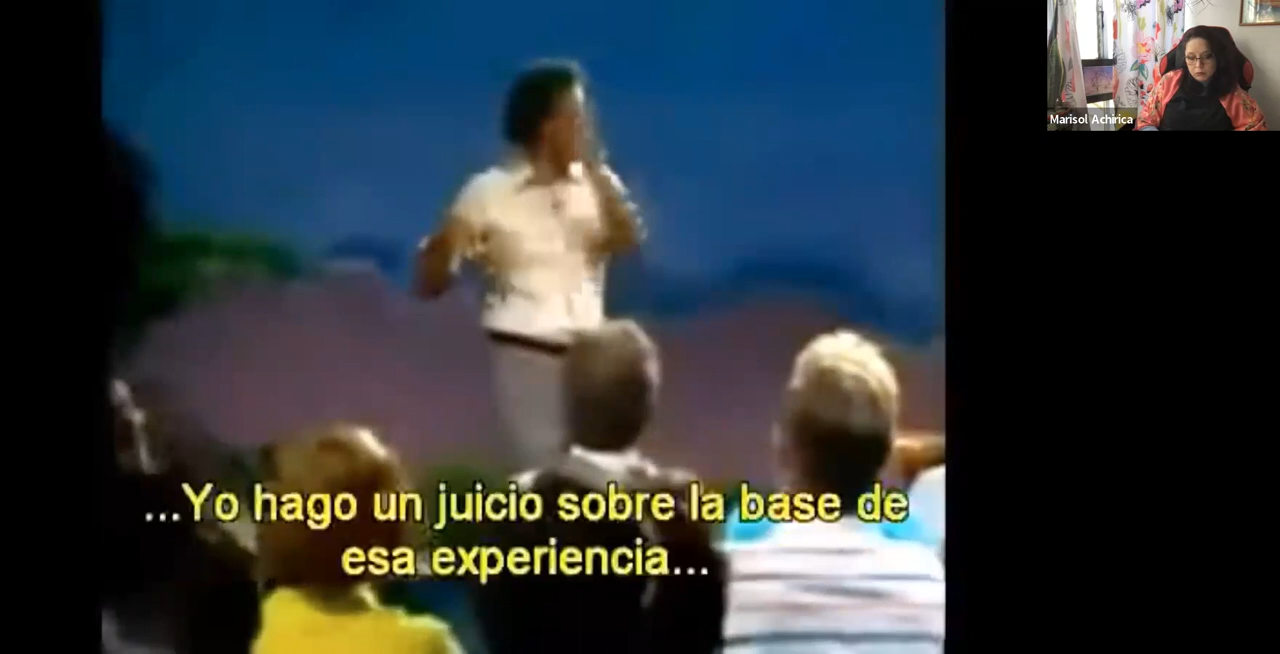 Marisol Achirica
...Yo hago un juicio sobre la base de
esa experiencia...